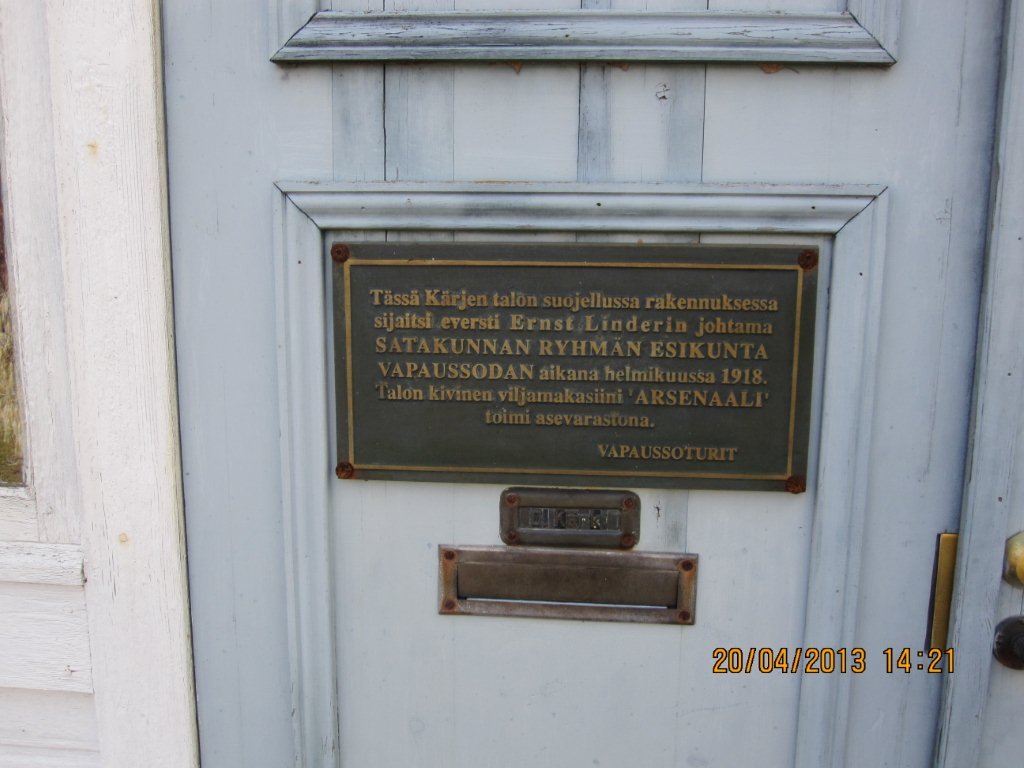 Tässä Kärjen talon suojellussa rakennuksessa
sijaitsi eversti Ernst Linderin johtama
SATAKUNNAN RYHMÄN ESIKUNTA
VAPAUSSODAN aikana helmikuussa 1918.
Talon kivinen viljamakasiini 'ARSENAALI'
toimi asevarastona.
VAPAUSSOTURIT
20/04/2013 14:21